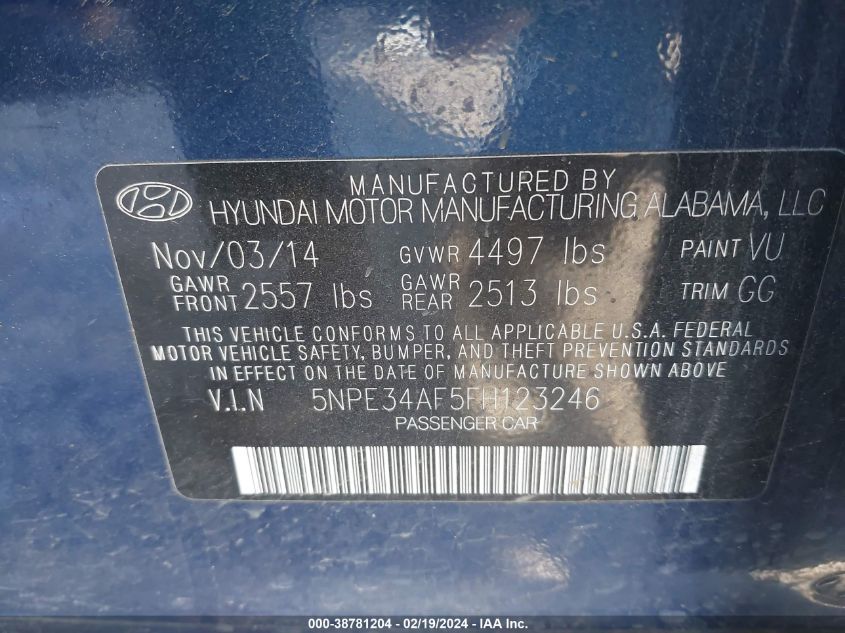 MANUFACTURED BY
HYUNDAI MOTOR MANUFACTURING ALABAMA, LLC
Nov/03/14 GVWR 4497 lbs PAINT VU
GAWR FRONT 2557 lbs GAWR REAR 2513 lbs TRIM GG
THIS VEHICLE CONFORMS TO ALL APPLICABLE U.S.A. FEDERAL
MOTOR VEHICLE SAFETY, BUMPER, AND THEFT PREVENTION STANDARDS
IN EFFECT ON THE DATE OF MANUFACTURE SHOWN ABOVE
V.I.N 5NPE34AF5FH123246
PASSENGER CAR
000-38781204 - 02/19/2024 - IAA Inc.